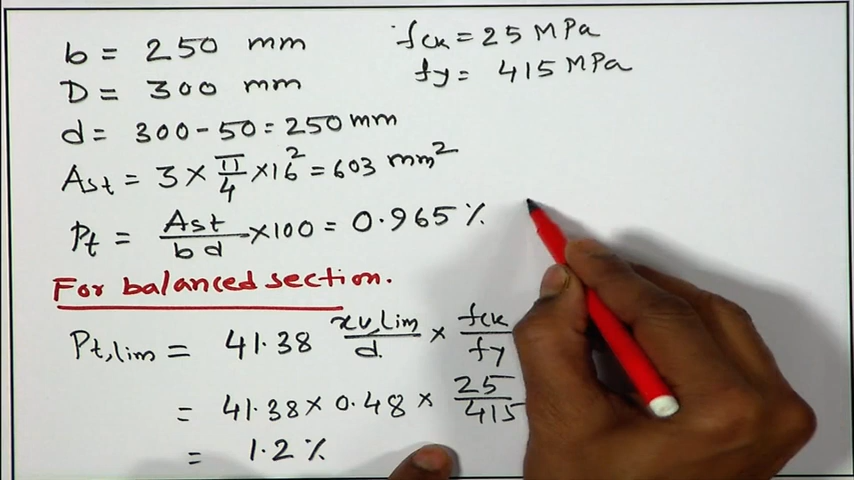 b = 250 mm
fck = 25 MPa
D = 300 mm
fy = 415 MPa
d = 300 - 50 = 250 mm
Ast = 3 × π/4 × 16² = 603 mm²
Pt = Ast/bd × 100 = 0.965 %
For balanced section.
Pt,lim = 41.38 xu,lim/d × fck/fy
= 41.38 × 0.48 × 25/415
= 1.2 %